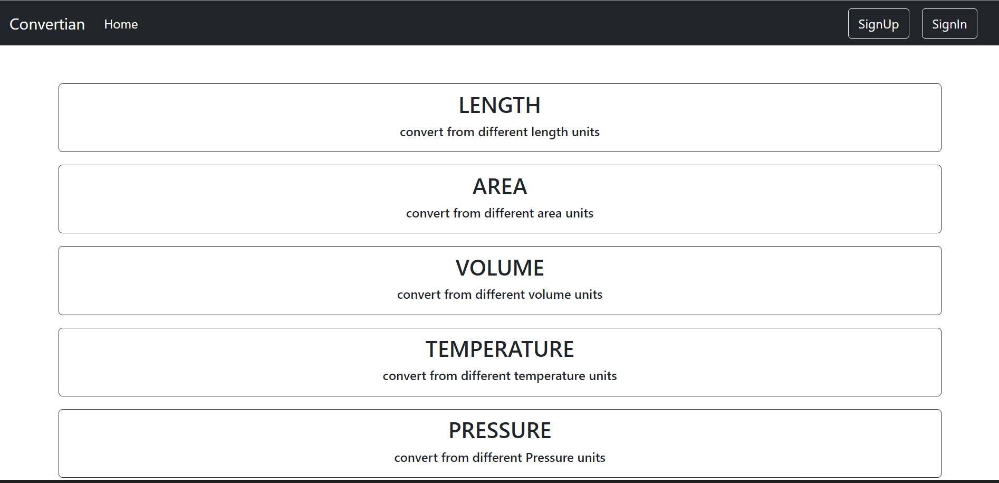 Convertian Home SignUp SignIn
LENGTH
convert from different length units
AREA
convert from different area units
VOLUME
convert from different volume units
TEMPERATURE
convert from different temperature units
PRESSURE
convert from different Pressure units